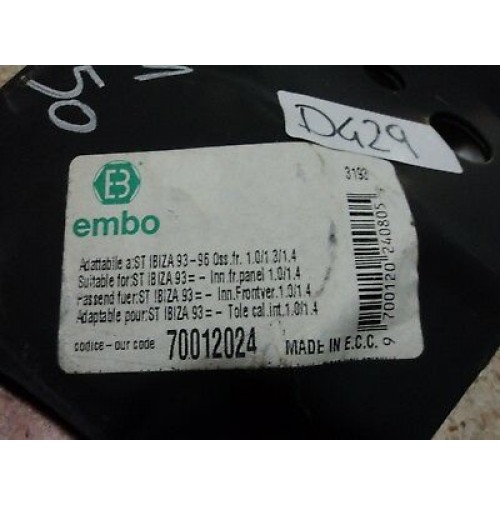 50
D429
EB
embo
3193
Adattabile a:ST IBIZA 93-96 Oss.fr. 1.0/1 3/1.4
Suitable for:ST IBIZA 93= - Inn.fr.panel 1.0/1.4
Passend fuer:ST IBIZA 93= - Inn.Frontver.1.0/1.4
Adaptable pour:ST IBIZA 93= - Tole cal.int.1.0/1.4
codice - our code 70012024 MADE IN E.C.C.
9 700120 240805